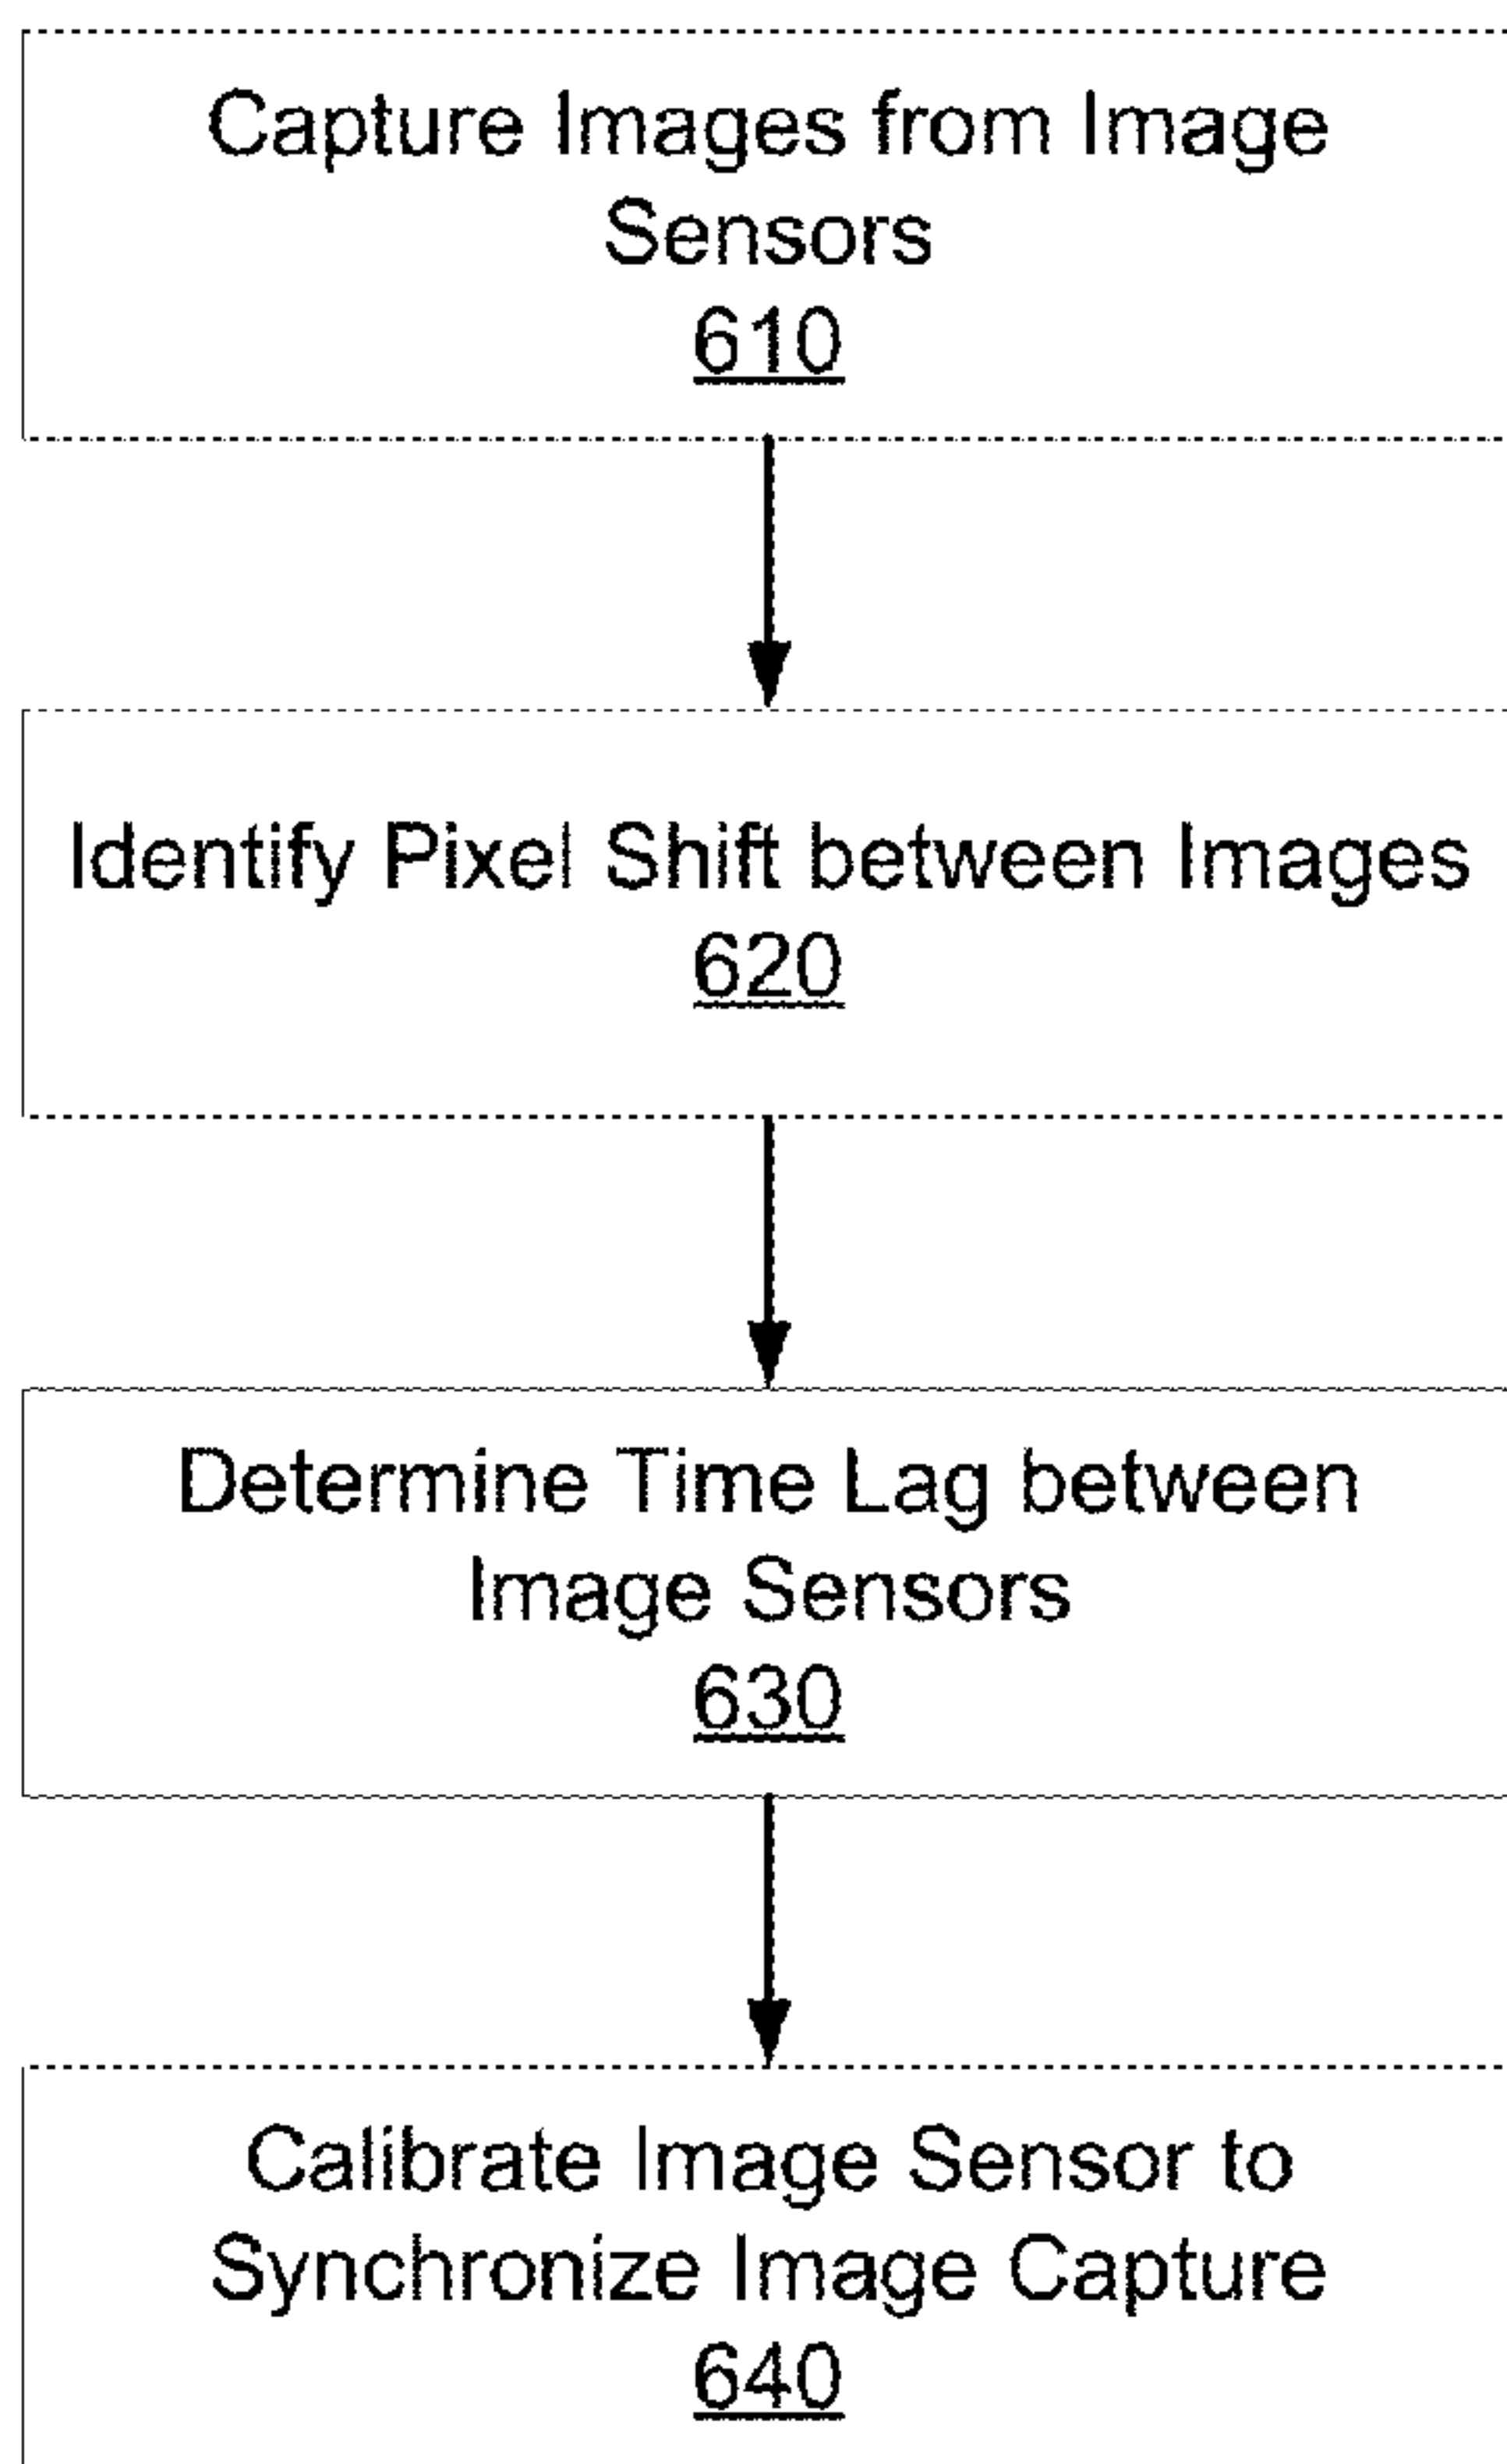 Capture Images from Image
Sensors
610
Identify Pixel Shift between Images
620
Determine Time Lag between
Image Sensors
630
Calibrate Image Sensor to
Synchronize Image Capture
640